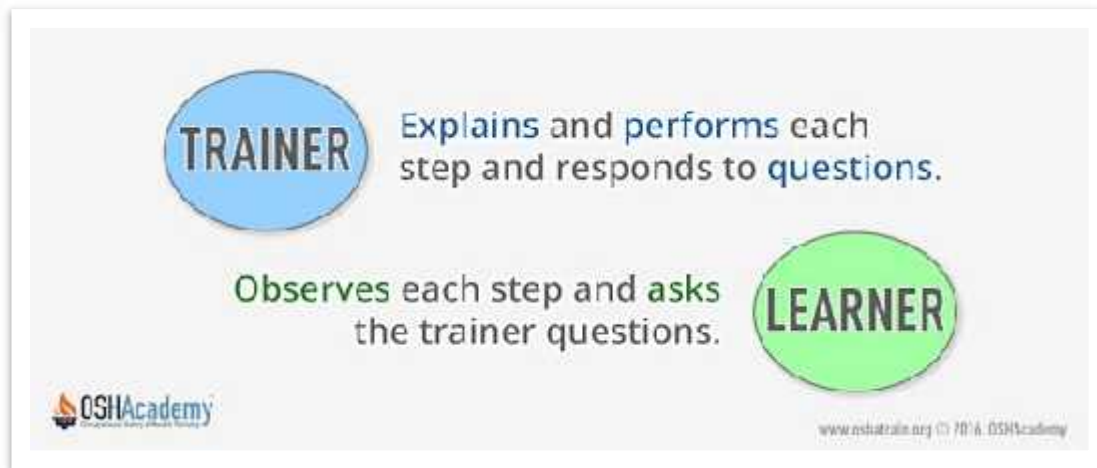 TRAINER
Explains and performs each
step and responds to questions.
Observes each step and asks
the trainer questions.
LEARNER
OSHAcademy
www.oshatrain.org © 2016 OSHAcademy